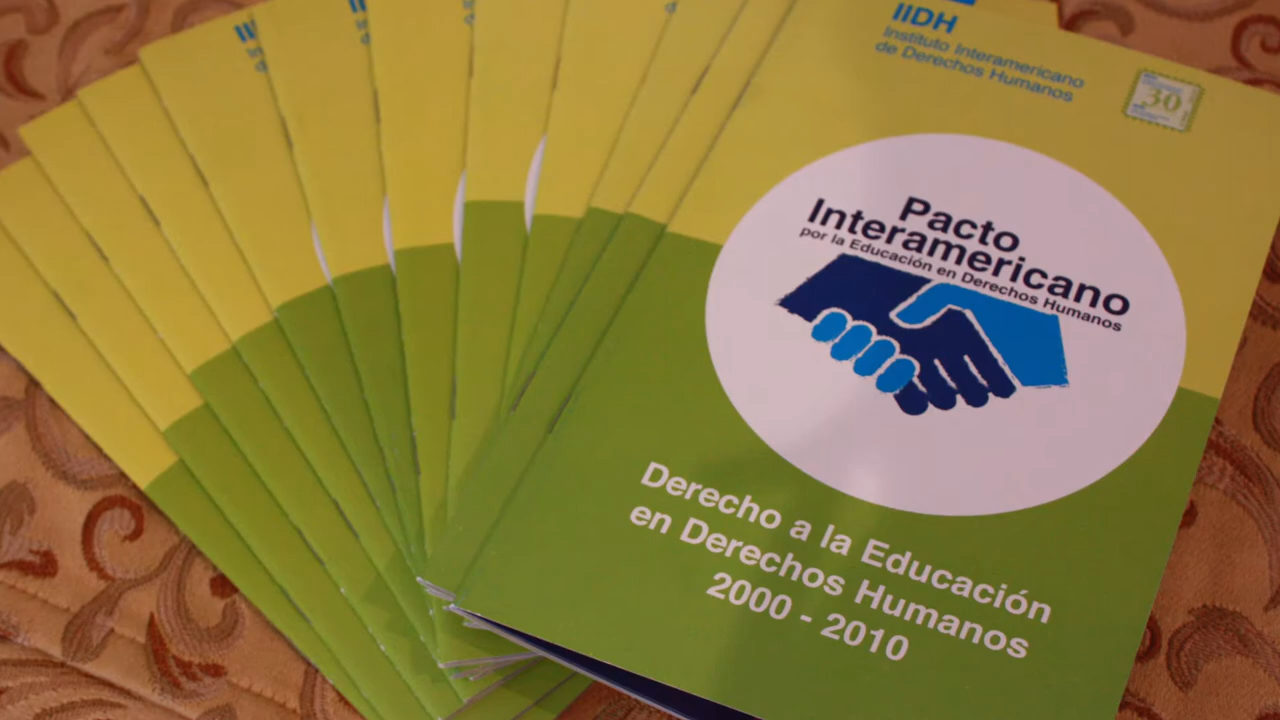 IIDH
Instituto Interamericano
de Derechos Humanos
30
Pacto
Interamericano
por la Educación en Derechos Humanos
Derecho a la Educación
en Derechos Humanos
2000 - 2010